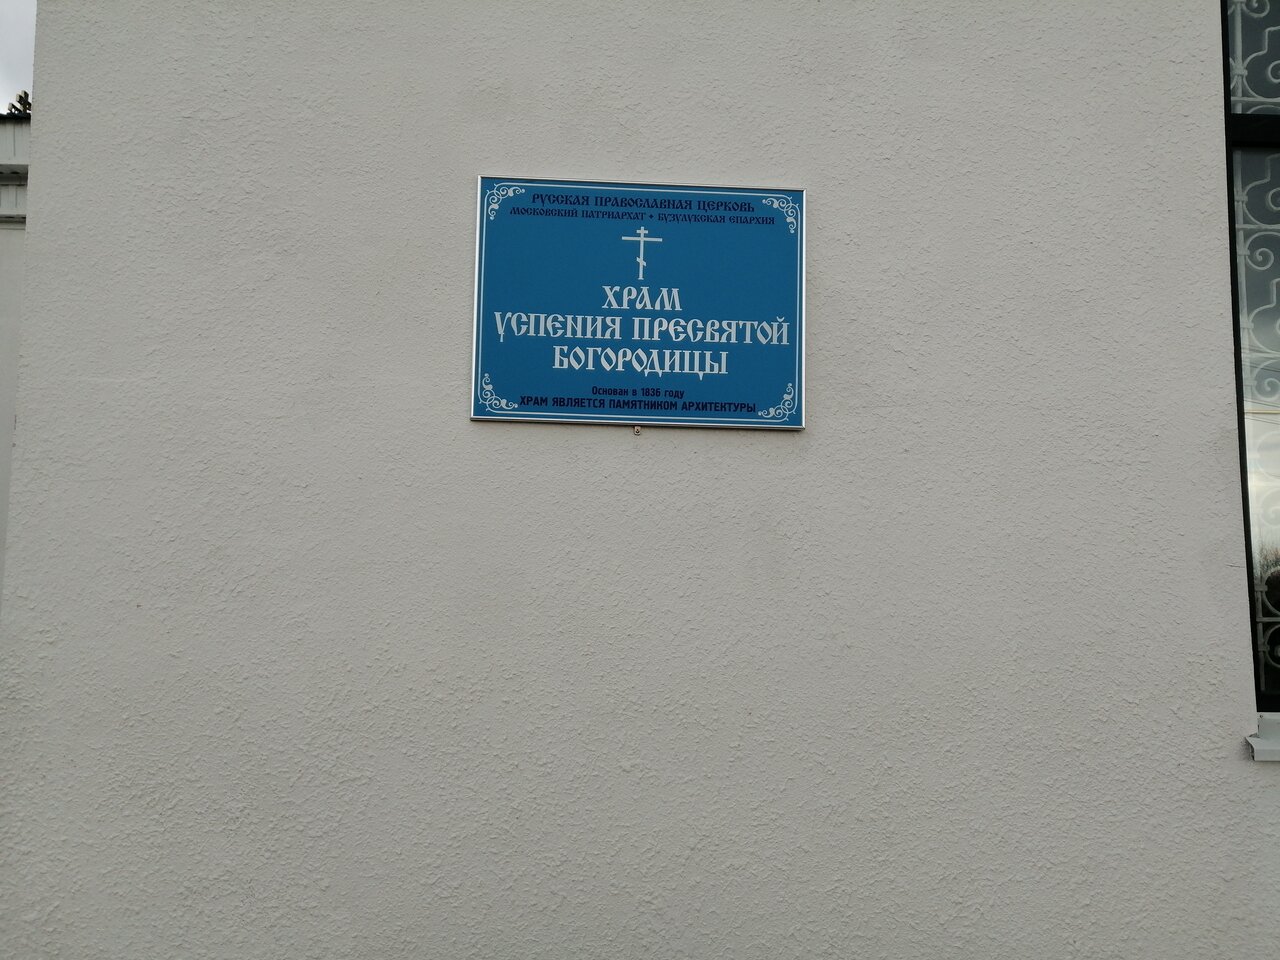 РУССКАЯ ПРАВОСЛАВНАЯ ЦЕРКОВЬ
МОСКОВСКИЙ ПАТРИАРХАТ • БУЗУЛУКСКАЯ ЕПАРХИЯ
ХРАМ
УСПЕНИЯ ПРЕСВЯТОЙ
БОГОРОДИЦЫ
Основан в 1836 году
ХРАМ ЯВЛЯЕТСЯ ПАМЯТНИКОМ АРХИТЕКТУРЫ